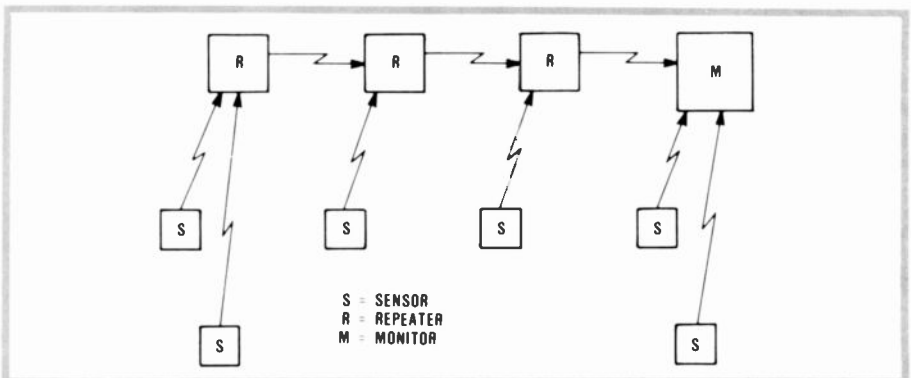 R R R M
S S S S
S = SENSOR
R = REPEATER
M = MONITOR
S S